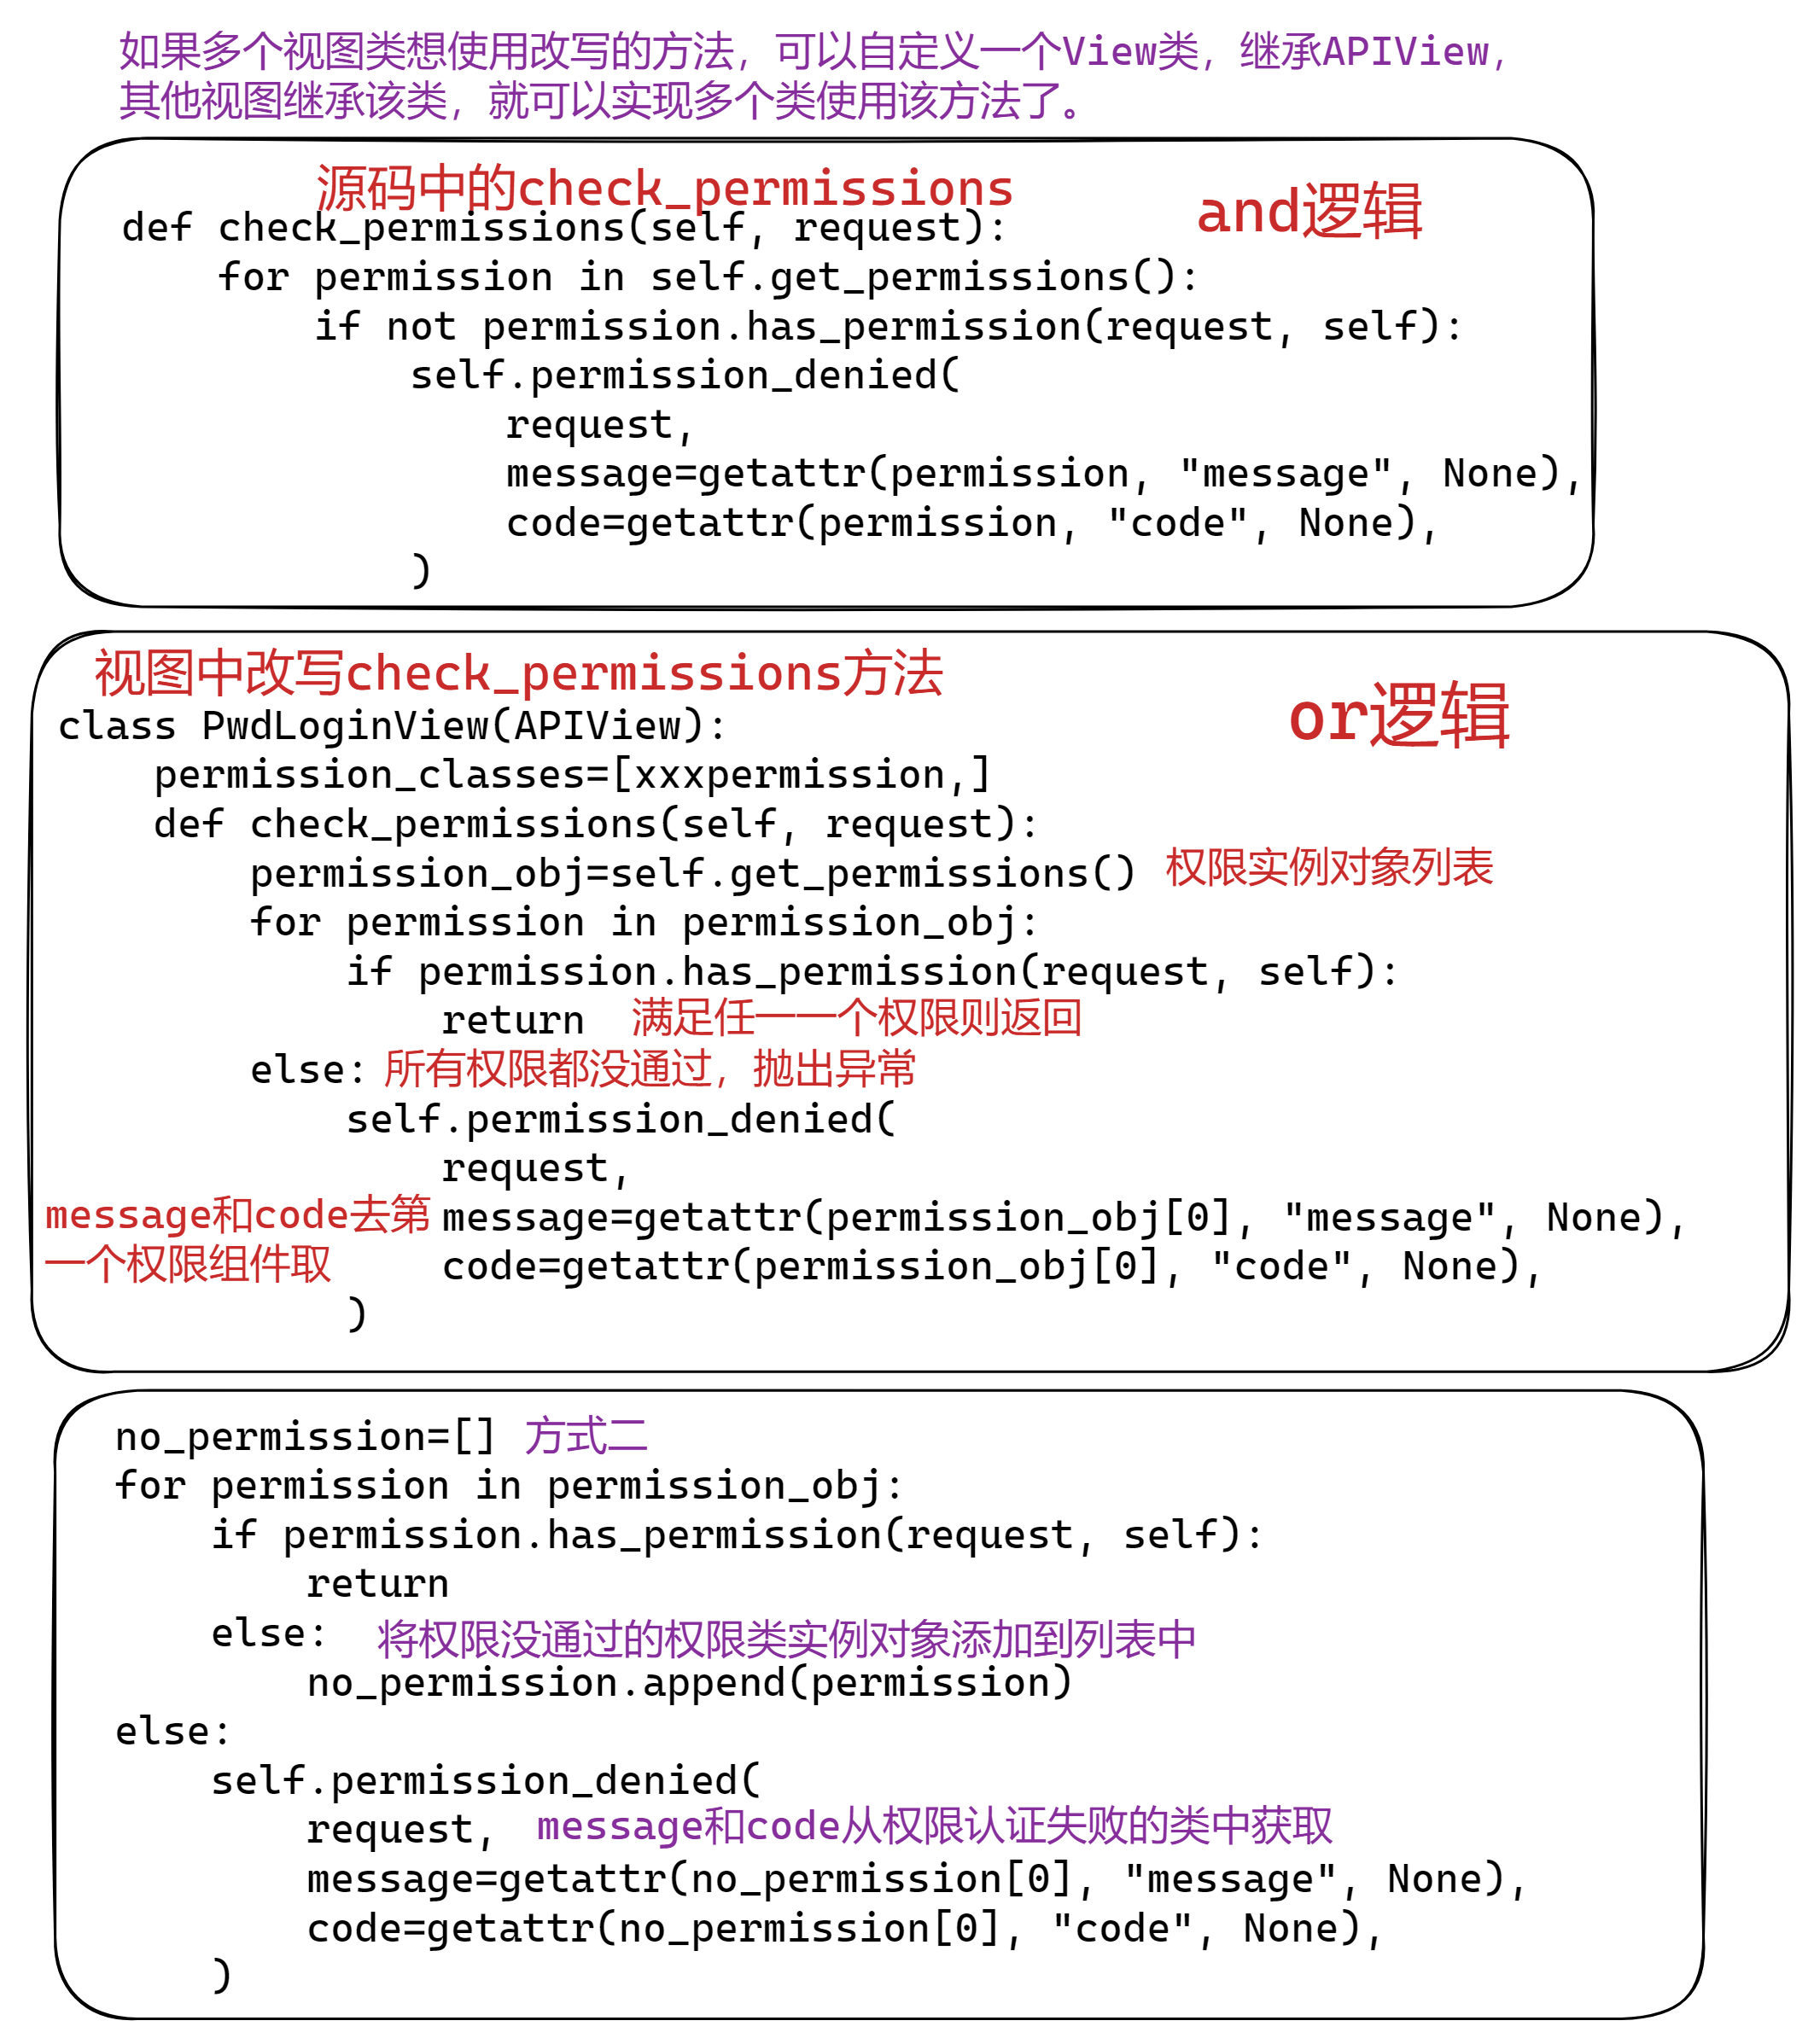 如果多个视图类想使用改写的方法，可以自定义一个View类，继承APIView，
其他视图继承该类，就可以实现多个类使用该方法了。
源码中的check_permissions
and逻辑
def check_permissions(self, request):
    for permission in self.get_permissions():
        if not permission.has_permission(request, self):
            self.permission_denied(
                request,
                message=getattr(permission, "message", None),
                code=getattr(permission, "code", None),
            )
视图中改写check_permissions方法
or逻辑
class PwdLoginView(APIView):
    permission_classes=[xxxpermission,]
    def check_permissions(self, request):
        permission_obj=self.get_permissions() 权限实例对象列表
        for permission in permission_obj:
            if permission.has_permission(request, self):
                return 满足任一一个权限则返回
        else: 所有权限都没通过，抛出异常
            self.permission_denied(
                request,
message和code去第 message=getattr(permission_obj[0], "message", None),
一个权限组件取 code=getattr(permission_obj[0], "code", None),
            )
no_permission=[] 方式二
for permission in permission_obj:
    if permission.has_permission(request, self):
        return
    else: 将权限没通过的权限类实例对象添加到列表中
        no_permission.append(permission)
else:
    self.permission_denied(
        request, message和code从权限认证失败的类中获取
        message=getattr(no_permission[0], "message", None),
        code=getattr(no_permission[0], "code", None),
    )